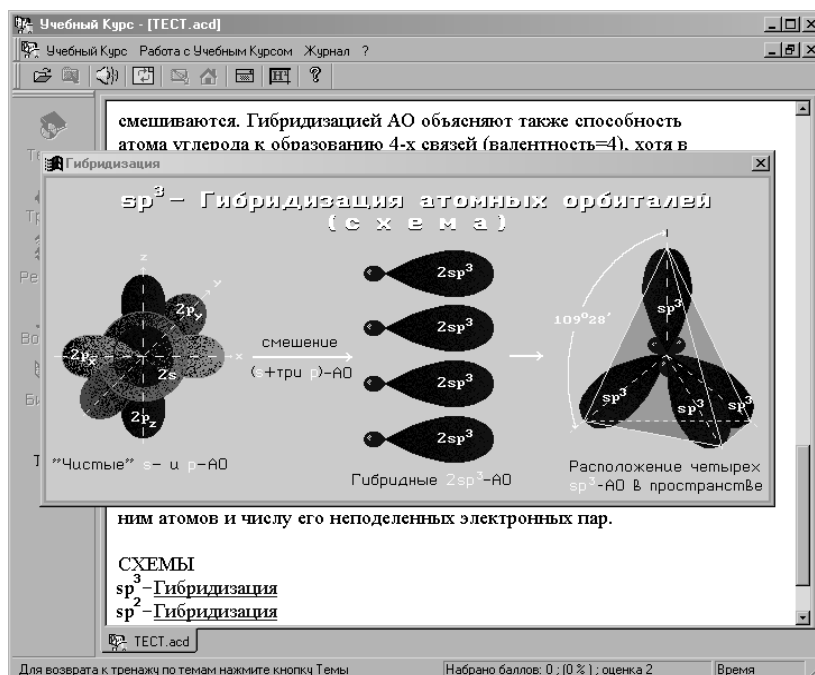 Учебный Курс - [ТЕСТ.acd]
Учебный Курс Работа с Учебным Курсом Журнал ?
смешиваются. Гибридизацией АО объясняют также способность
атома углерода к образованию 4-х связей (валентность=4), хотя в
Гибридизация
sp³- Гибридизация атомных орбиталей
(схема)
z
y
x
2py
2px
2s
2pz
смешение
(s+три p)-АО
2sp³
2sp³
2sp³
2sp³
109°28'
sp³
sp³
sp³
sp³
"Чистые" s- и p-АО
Гибридные 2sp³-АО
Расположение четырех
sp³-АО в пространстве
ним атомов и числу его неподеленных электронных пар.
СХЕМЫ
sp³-Гибридизация
sp²-Гибридизация
ТЕСТ.acd
Для возврата к тренажу по темам нажмите кнопку Темы
Набрано баллов: 0 ; (0 %) ; оценка 2
Время